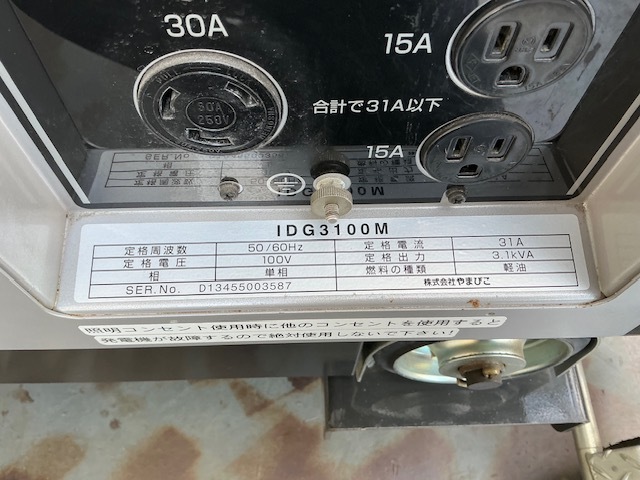 30A
15A
30A
250V
合計で31A以下
15A
IDG3100M
定格周波数 50/60Hz 定格電流 31A
定格電圧 100V 定格出力 3.1kVA
相 単相 燃料の種類 軽油
SER.No. D13455003587 株式会社やまびこ
照明コンセント使用時に他のコンセントを使用すると
発電機が故障するので絶対使用しないで下さい!